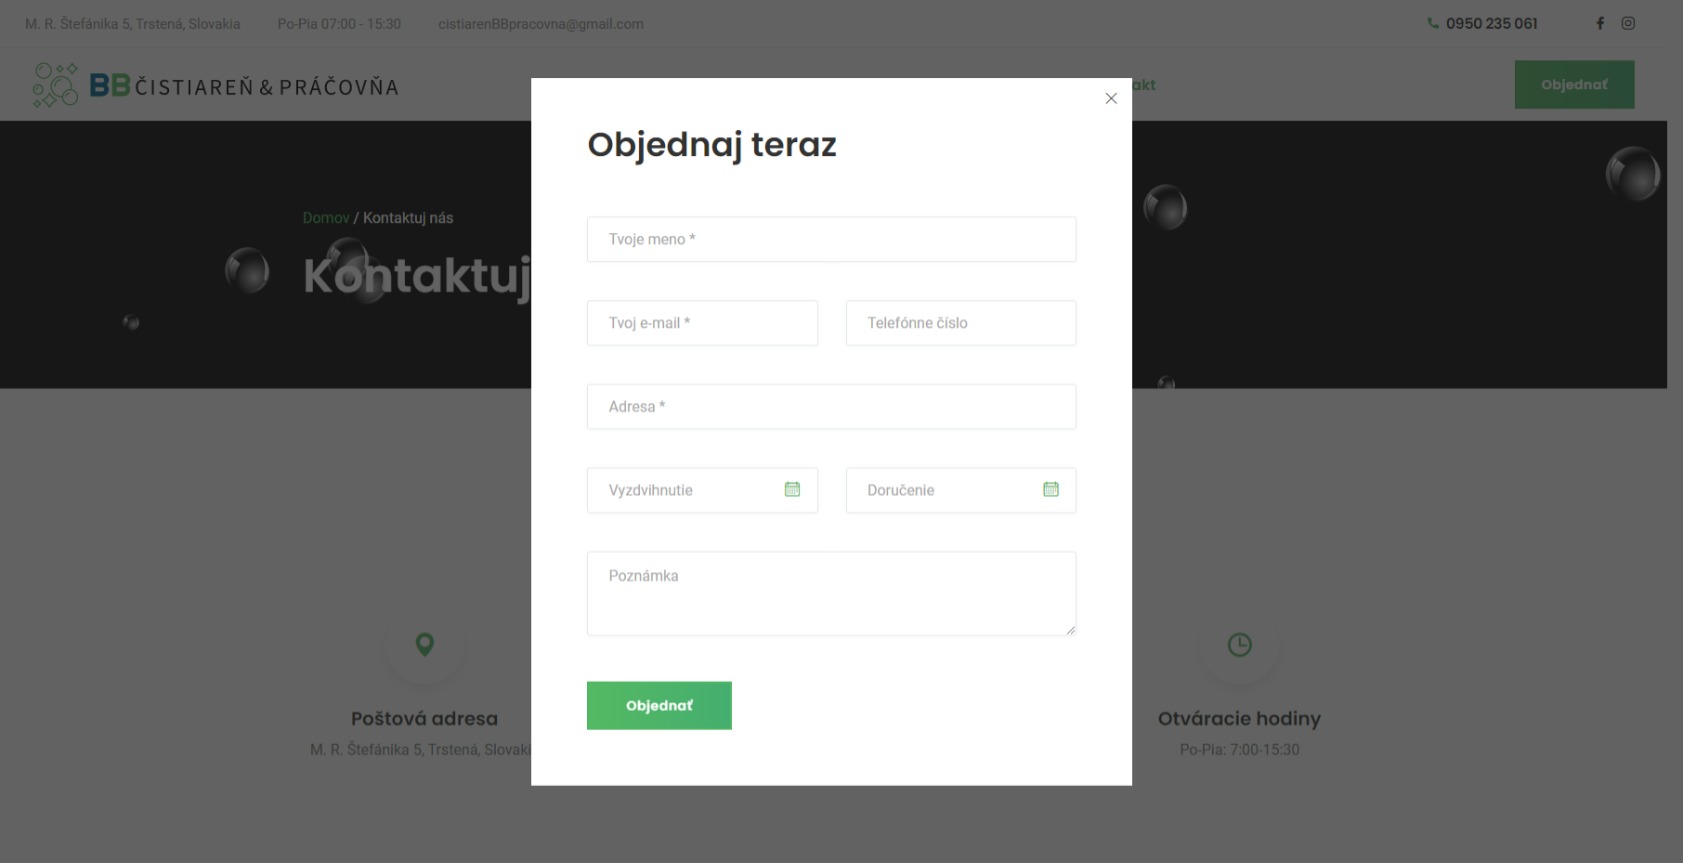 M. R. Štefánika 5, Trstená, Slovakia Po-Pia 07:00 - 15:30 cistiarenBBpracovna@gmail.com 0950 235 061
BB ČISTIAREŇ & PRÁČOVŇA
akt
Objednať
Objednaj teraz
Domov / Kontaktuj nás
Kontaktuj
Tvoje meno *
Tvoj e-mail * Telefónne číslo
Adresa *
Vyzdvihnutie Doručenie
Poznámka
Objednať
Poštová adresa
M. R. Štefánika 5, Trstená, Slovaki
Otváracie hodiny
Po-Pia: 7:00-15:30